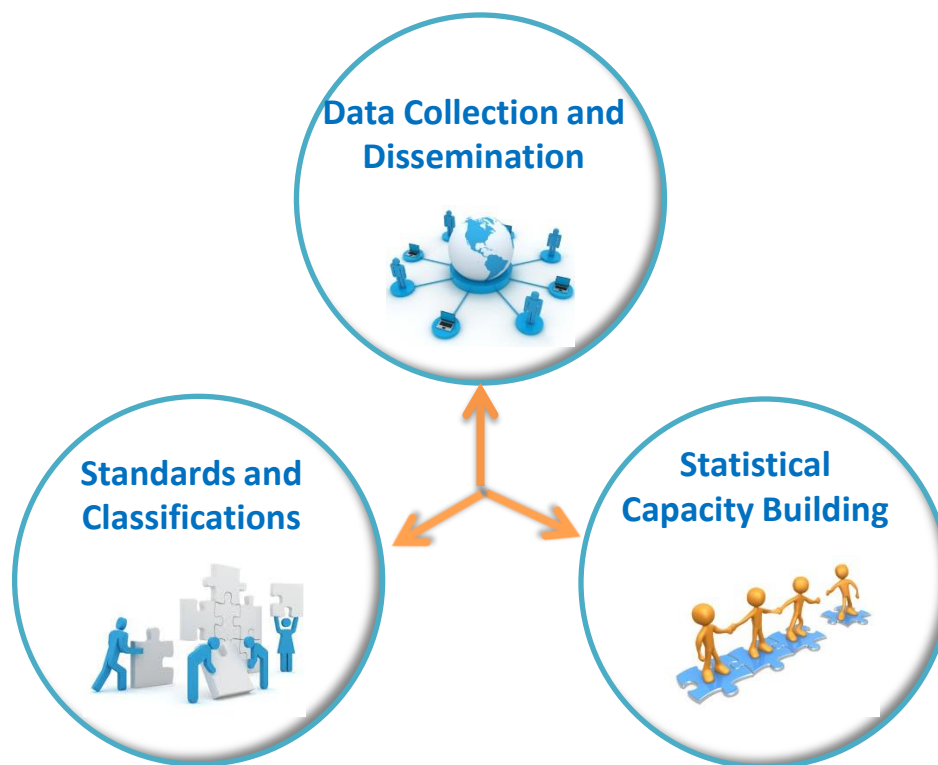 Data Collection and
Dissemination
Standards and
Classifications
Statistical
Capacity Building